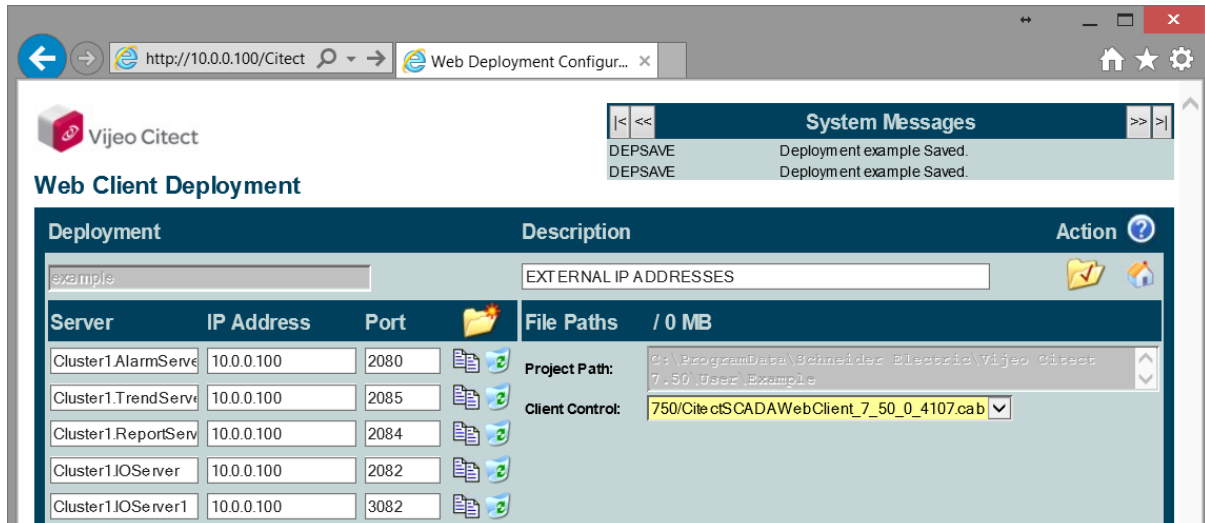 http://10.0.0.100/Citect
Web Deployment Configur...
Vijeo Citect
|< << System Messages >> >|
DEPSAVE Deployment example Saved.
DEPSAVE Deployment example Saved.
Web Client Deployment
Deployment Description Action ?
example EXTERNAL IP ADDRESSES
Server IP Address Port File Paths / 0 MB
Cluster1.AlarmServe 10.0.0.100 2080
Project Path: C:\ProgramData\Schneider Electric\Vijeo Citect
7.50\User\Example
Cluster1.TrendServe 10.0.0.100 2085
Client Control: 750/CitectSCADAWebClient_7_50_0_4107.cab
Cluster1.ReportServ 10.0.0.100 2084
Cluster1.IOServer 10.0.0.100 2082
Cluster1.IOServer1 10.0.0.100 3082